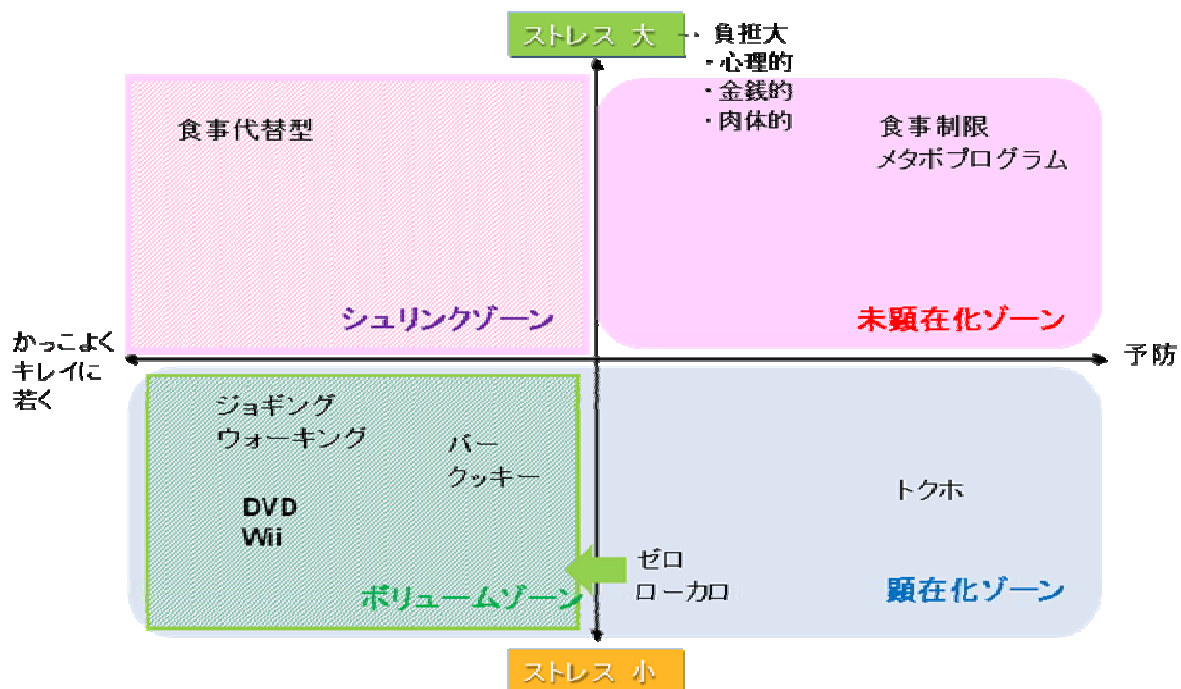 ストレス 大
負担大
・心理的
・金銭的
・肉体的
食事代替型
食事制限
メタボプログラム
シュリンクゾーン
未顕在化ゾーン
かっこよく
キレイに
若く
予防
ジョギング
ウォーキング
バー
クッキー
DVD
Wii
トクホ
ゼロ
ローカロ
ボリュームゾーン
顕在化ゾーン
ストレス 小